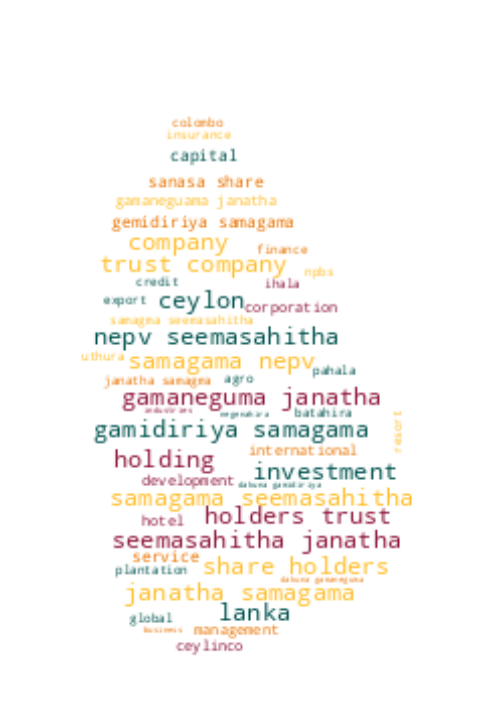 colombo
insurance
capital
sanasa share
gamaneguama janatha
gemidiriya samagama
company
finance
trust company
npbs
credit
ihala
export
ceylon
corporation
samagma seemasahitha
nepv seemasahitha
uthura
samagama nepv
pahala
janatha samagma
agro
gamaneguma janatha
batahira
gamidiriya samagama
resort
international
holding
investment
development
dakuna gamidiriya
samagama seemasahitha
hotel
holders trust
seemasahitha janatha
service
share holders
plantation
dakuna gamaneguma
janatha samagama
lanka
global
business
management
ceylinco